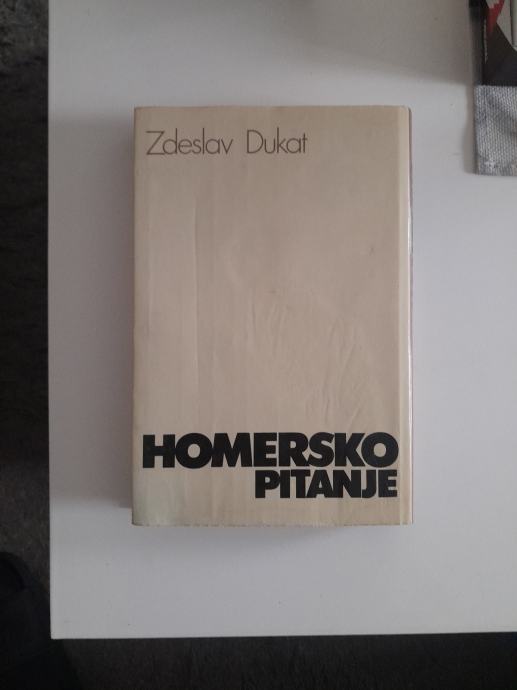 Zdeslav Dukat
HOMERSKO
PITANJE